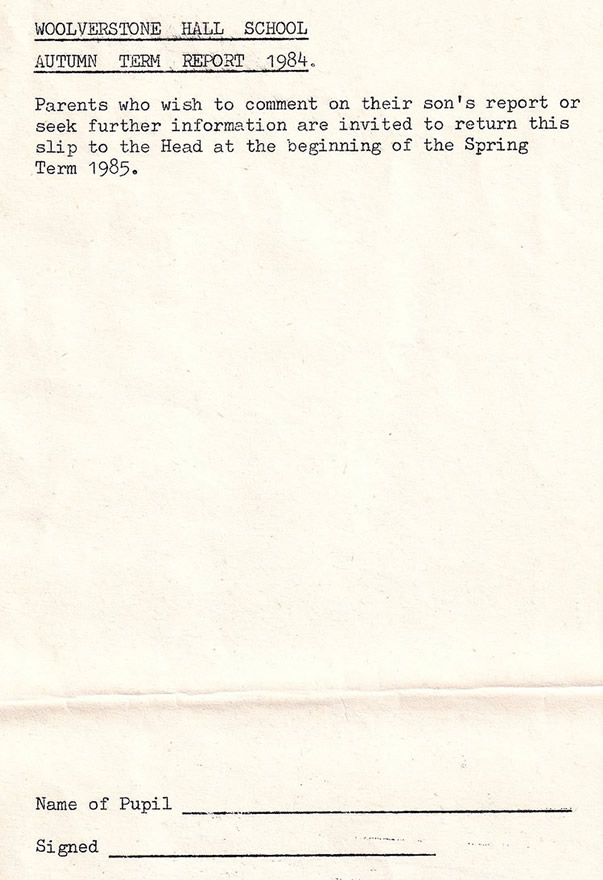 WOOLVERSTONE HALL SCHOOL
AUTUMN TERM REPORT 1984.
Parents who wish to comment on their son's report or
seek further information are invited to return this
slip to the Head at the beginning of the Spring
Term 1985.
Name of Pupil
Signed